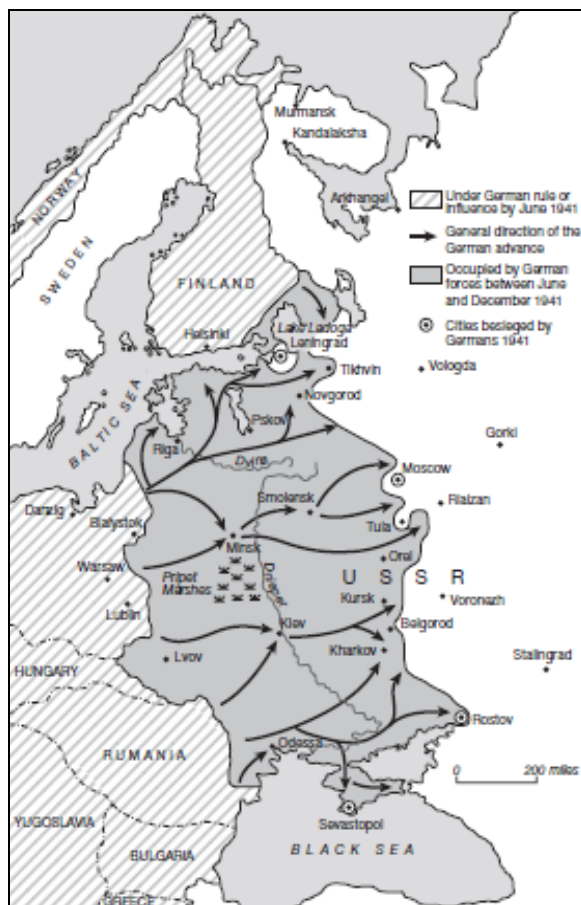 Murmansk
Kandalaksha
Arkhangel
Under German rule or
influence by June 1941
General direction of the
German advance
Occupied by German
forces between June
and December 1941
Cities besieged by
Germans 1941
NORWAY
SWEDEN
FINLAND
Helsinki
Lake Ladoga
Leningrad
Tikhvin
Vologda
Novgorod
Pskov
BALTIC SEA
Riga
Dvina
Gorki
Moscow
Smolensk
Riaizan
Tula
Danzig
Bialystok
Minsk
Orel
Warsaw
Pripet
Marshes
Dnieper
USSR
Kursk
Voronezh
Lublin
Kiev
Belgorod
Lvov
Kharkov
Stalingrad
HUNGARY
Rostov
RUMANIA
Odessa
0 200 miles
Sevastopol
YUGOSLAVIA
BULGARIA
BLACK SEA
GREECE